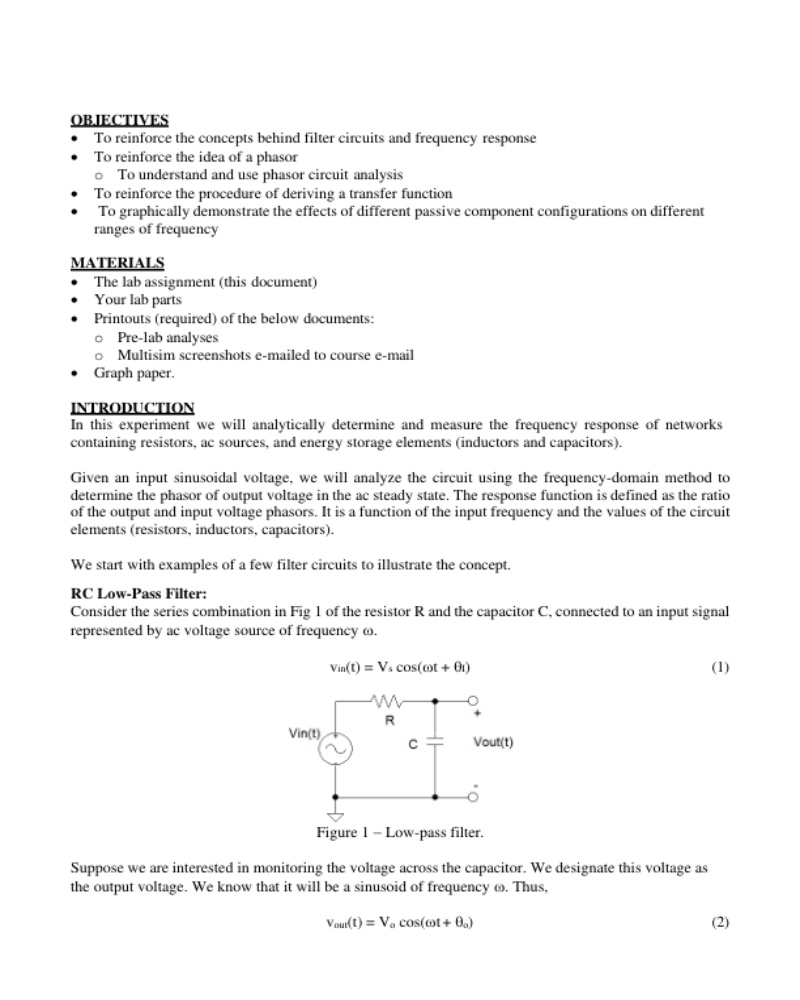 OBJECTIVES
• To reinforce the concepts behind filter circuits and frequency response
• To reinforce the idea of a phasor
o To understand and use phasor circuit analysis
• To reinforce the procedure of deriving a transfer function
• To graphically demonstrate the effects of different passive component configurations on different
ranges of frequency
MATERIALS
• The lab assignment (this document)
• Your lab parts
• Printouts (required) of the below documents:
o Pre-lab analyses
o Multisim screenshots e-mailed to course e-mail
• Graph paper.
INTRODUCTION
In this experiment we will analytically determine and measure the frequency response of networks
containing resistors, ac sources, and energy storage elements (inductors and capacitors).
Given an input sinusoidal voltage, we will analyze the circuit using the frequency-domain method to
determine the phasor of output voltage in the ac steady state. The response function is defined as the ratio
of the output and input voltage phasors. It is a function of the input frequency and the values of the circuit
elements (resistors, inductors, capacitors).
We start with examples of a few filter circuits to illustrate the concept.
RC Low-Pass Filter:
Consider the series combination in Fig 1 of the resistor R and the capacitor C, connected to an input signal
represented by ac voltage source of frequency ω.
vin(t) = Vs cos(ωt + θI) (1)
R
+
Vin(t)
+
C
Vout(t)
-
Figure 1 – Low-pass filter.
Suppose we are interested in monitoring the voltage across the capacitor. We designate this voltage as
the output voltage. We know that it will be a sinusoid of frequency ω. Thus,
vout(t) = Vo cos(ωt + θo) (2)